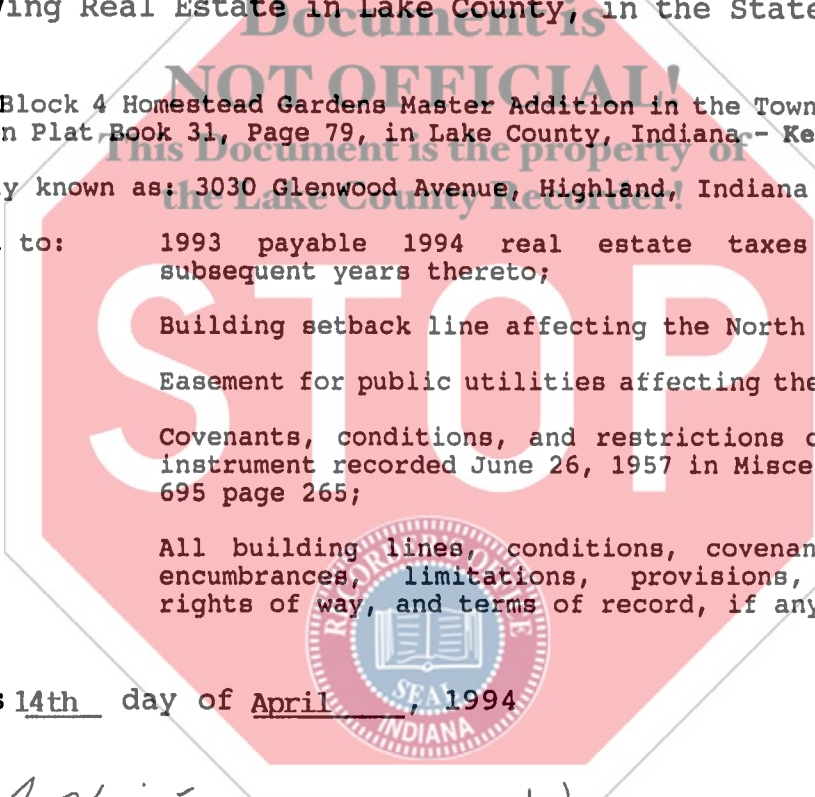 ving Real Estate in Lake County, in the State
Document is
NOT OFFICIAL!
Block 4 Homestead Gardens Master Addition in the Town
n Plat Book 31, Page 79, in Lake County, Indiana - Ke
This Document is the property of
y known as: 3030 Glenwood Avenue, Highland, Indiana
the Lake County Recorder!
to: 1993 payable 1994 real estate taxes
subsequent years thereto;
STOP
Building setback line affecting the North
Easement for public utilities affecting the
Covenants, conditions, and restrictions
instrument recorded June 26, 1957 in Misce
695 page 265;
All building lines, conditions, covenan
encumbrances, limitations, provisions,
rights of way, and terms of record, if any
RECORDER'S OFFICE
SEAL
INDIANA
s 14th day of April, 1994